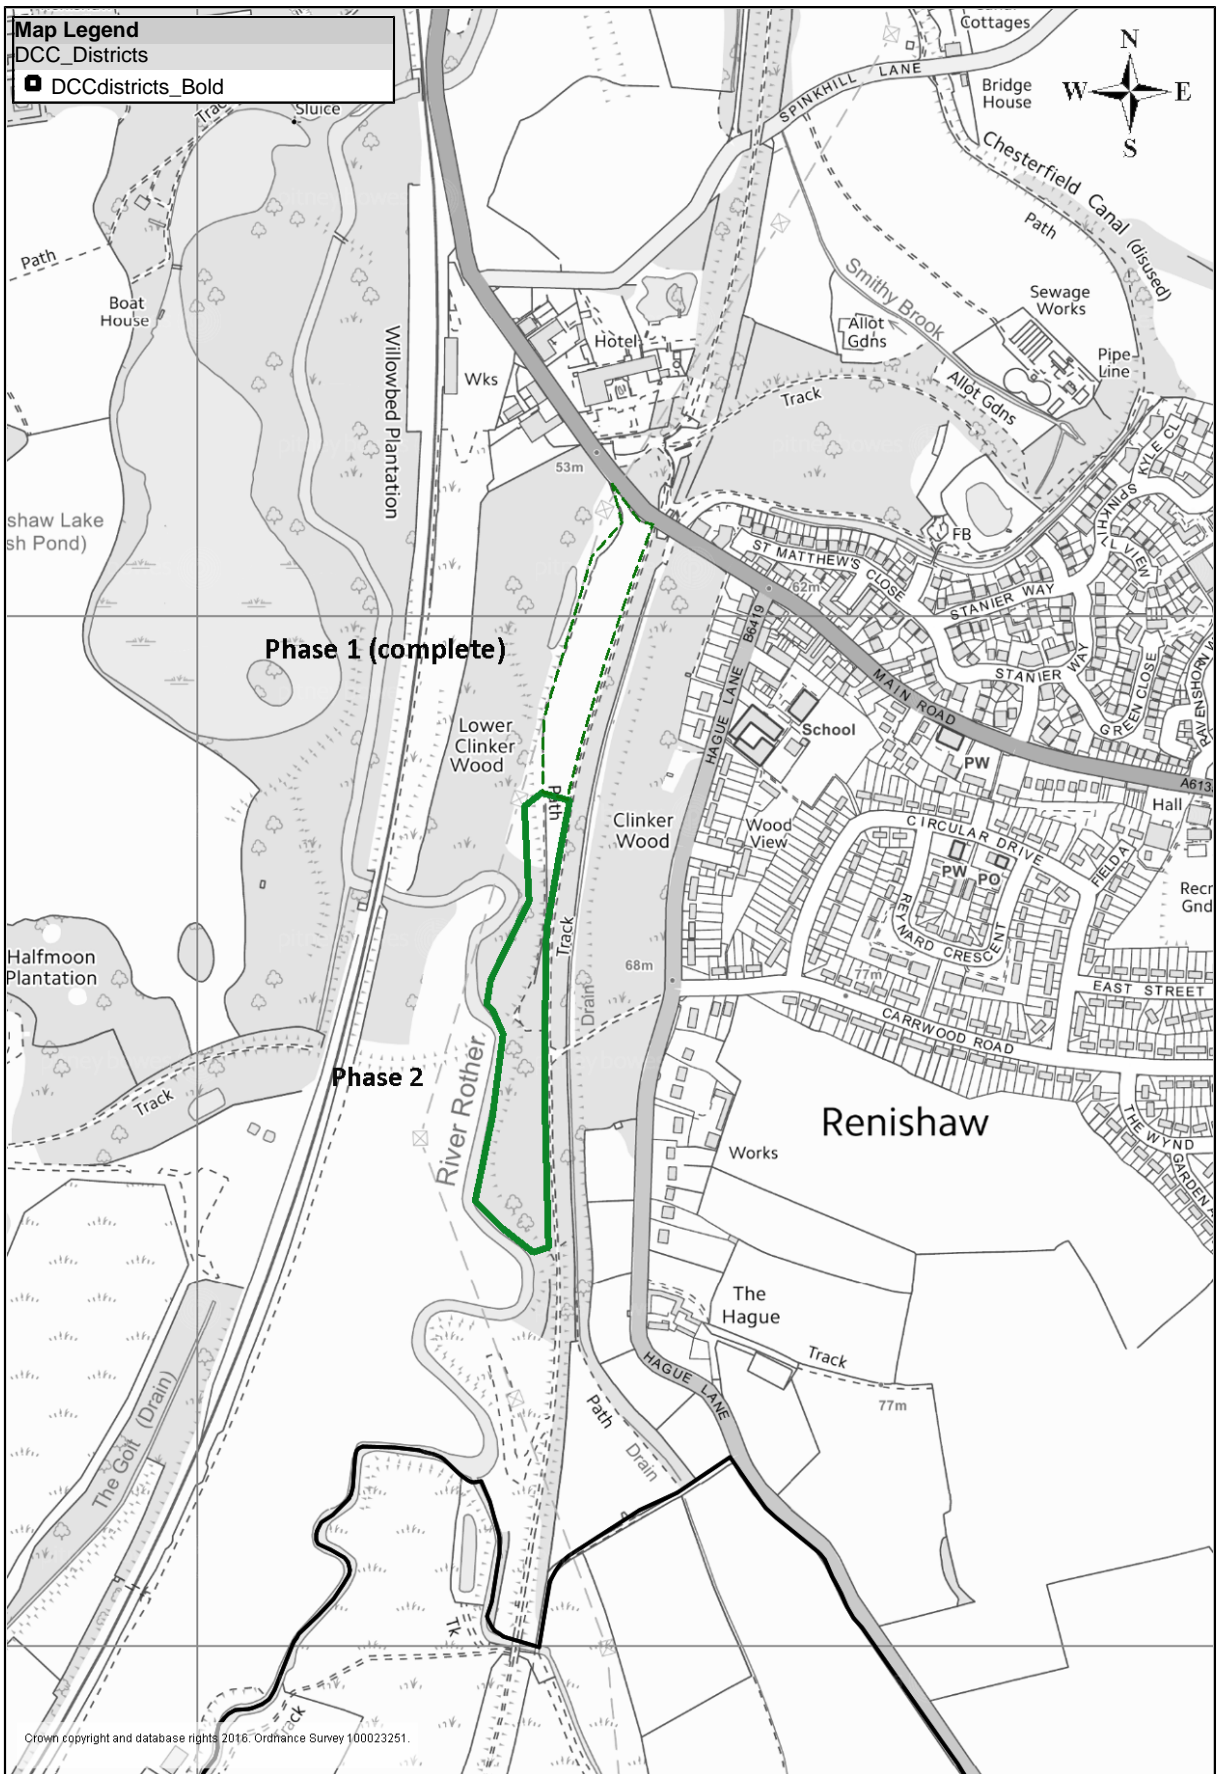 Map Legend
DCC_Districts
DCCdistricts_Bold
Cottages
N
W E
S
SPINKHILL LANE
Bridge
House
Track
Sluice
Chesterfield Canal (disused)
Path
Path
Boat
House
Smithy Brook
Sewage
Works
Allot
Gdns
Hotel
Willowbed Plantation
Wks
Pipe
Line
Allot Gdns
Track
KYLE CL
53m
SPINKHILL VIEW
shaw Lake
sh Pond)
FB
ST MATTHEW'S CLOSE
62m
STANIER WAY
B6419
Phase 1 (complete)
STANIER WAY
GREEN CLOSE
MAIN ROAD
HAGUE LANE
School
Lower
Clinker
Wood
PW
A613
Path
Hall
Clinker
Wood
Wood
View
CIRCULAR DRIVE
PW PO
REYNARD CRESCENT
Recr
Gnd
Track
Halfmoon
Plantation
68m
77m
EAST STREET
Drain
CARRWOOD ROAD
River Rother
Phase 2
Track
Renishaw
THE WYND
GARDEN
Works
The
Hague
Track
HAGUE LANE
77m
Path
Drain
The Goit (Drain)
Tk
Crown copyright and database rights 2016. Ordnance Survey 100023251.